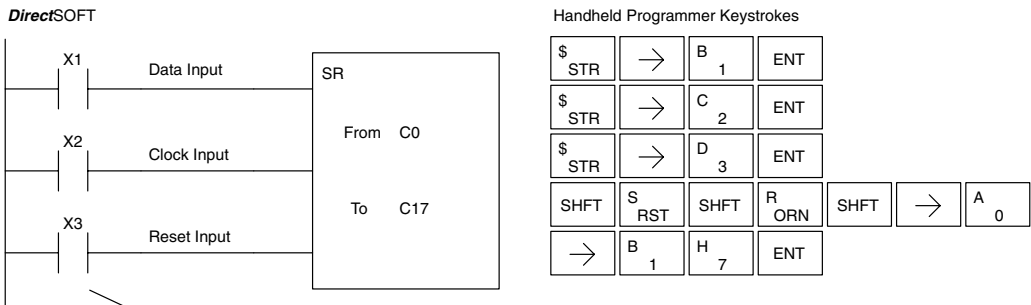 DirectSOFT
X1
Data Input
X2
Clock Input
X3
Reset Input
SR
From C0
To C17
Handheld Programmer Keystrokes
$ STR → B 1 ENT
$ STR → C 2 ENT
$ STR → D 3 ENT
SHFT S RST SHFT R ORN SHFT → A 0
→ B 1 H 7 ENT